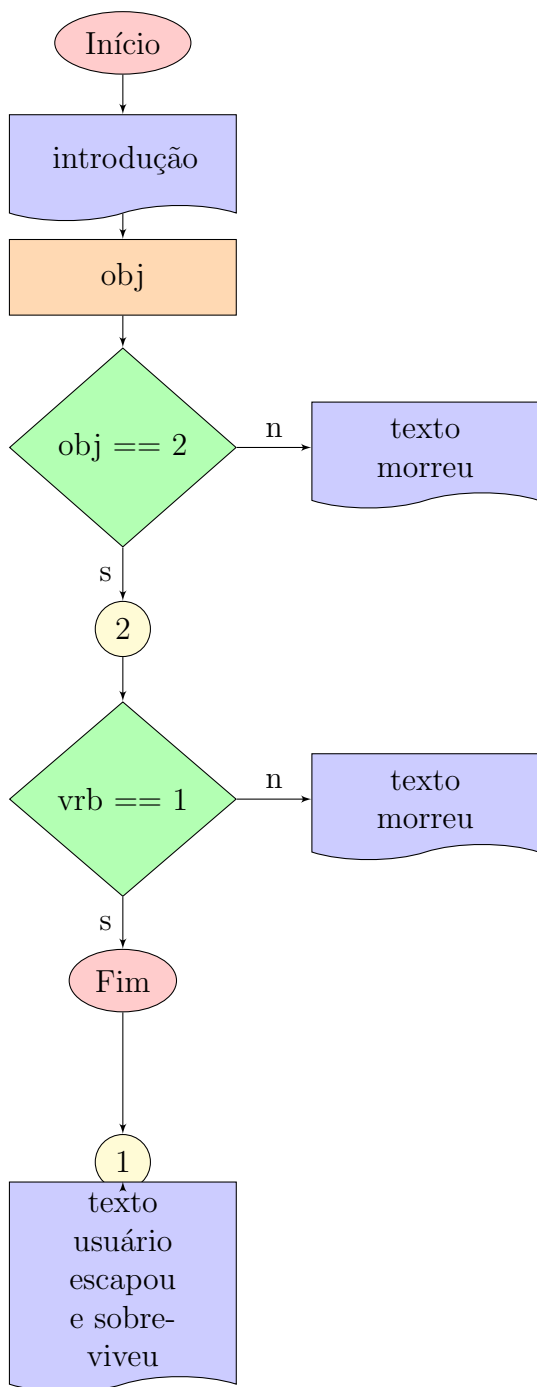 Início
introdução
obj
obj == 2
n
texto
morreu
s
2
vrb == 1
n
texto
morreu
s
Fim
1
texto
usuário
escapou
e sobre-
viveu